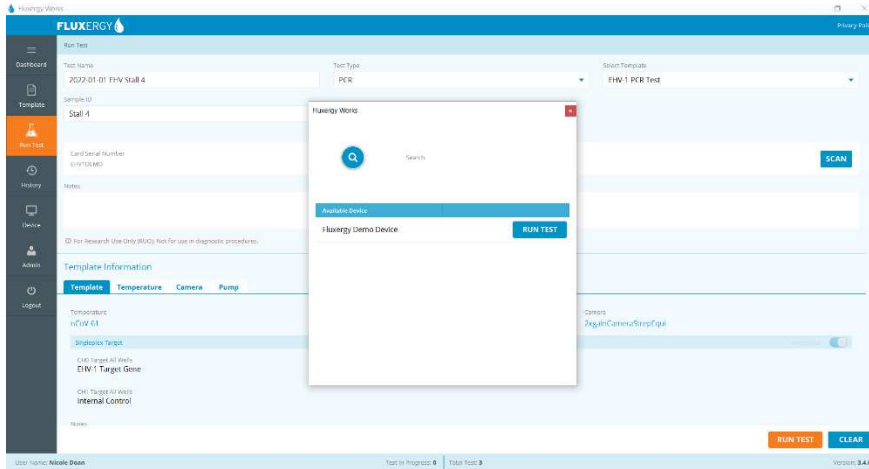 Fluxergy Works
FLUXERGY
Privacy Poli
Run Test
Dashboard
Template
Run Test
History
Device
Admin
Logout
Test Name
2022-01-01 EHV Stall 4
Test Type
PCR
Select Template
EHV-1 PCR Test
Sample ID
Stall 4
Card Serial Number
SCAN
Notes
For Research Use Only (RUO). Not for use in diagnostic procedures.
Fluxergy Works
Search
Available Device
Fluxergy Demo Device
RUN TEST
Template Information
Template Temperature Camera Pump
Temperature
nCoV-61
Camera
2xgainCameraStrepEqui
Singleplex Target
CH0 Target All Wells
EHV-1 Target Gene
CH1 Target All Wells
Internal Control
Notes
RUN TEST CLEAR
User Name: Nicole Doan
Test In Progress: 0 Total Test: 3
Version: 3.4.